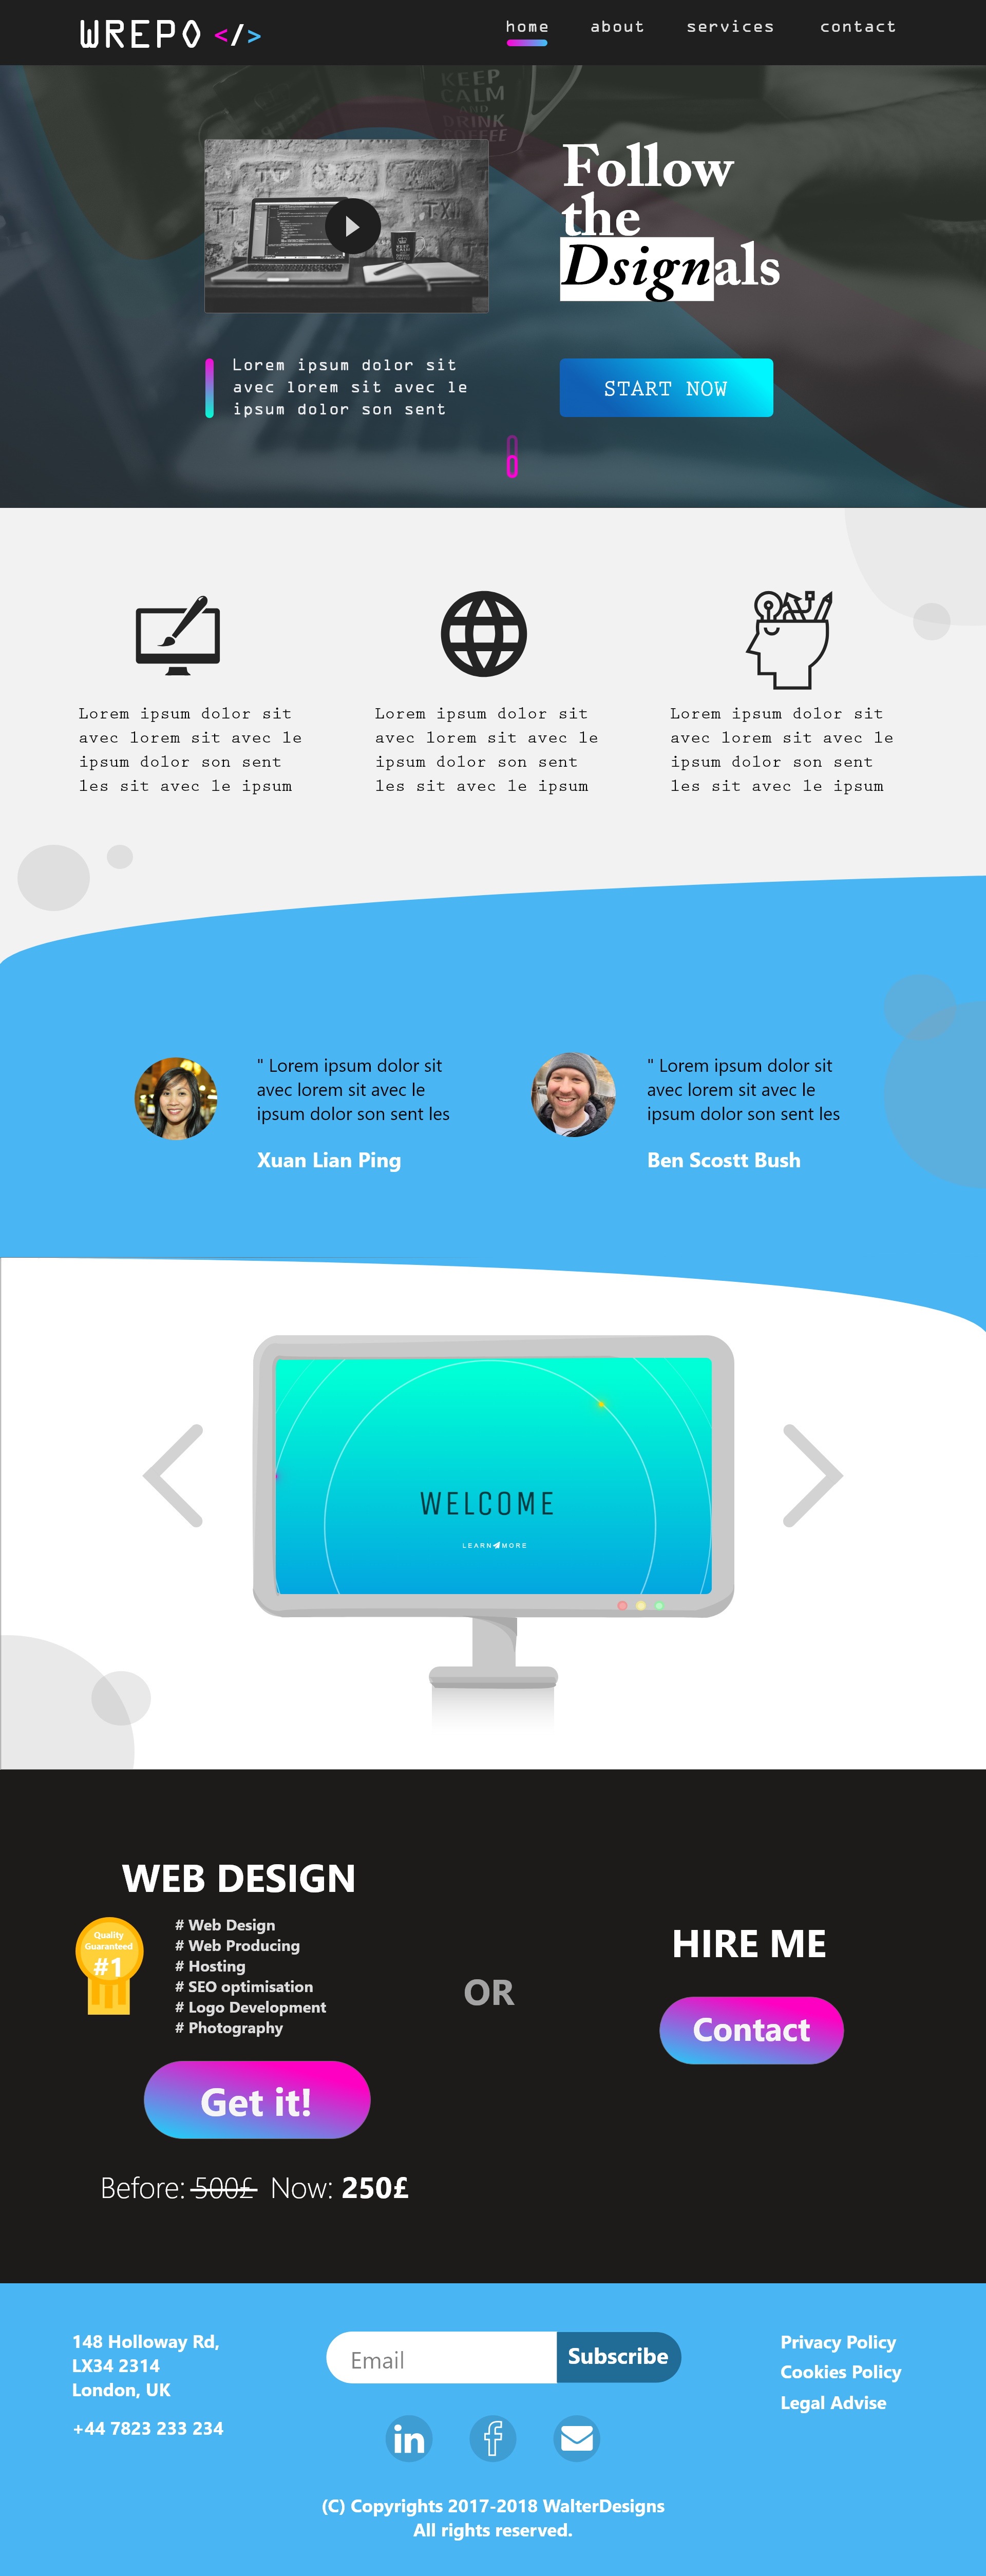 WREPO </>
home about services contact
KEEP
CALM
AND
DRINK
COFFEE
Follow
the
Dsignals
Lorem ipsum dolor sit
avec lorem sit avec le
ipsum dolor son sent
START NOW
Lorem ipsum dolor sit
avec lorem sit avec le
ipsum dolor son sent
les sit avec le ipsum
Lorem ipsum dolor sit
avec lorem sit avec le
ipsum dolor son sent
les sit avec le ipsum
Lorem ipsum dolor sit
avec lorem sit avec le
ipsum dolor son sent
les sit avec le ipsum
" Lorem ipsum dolor sit
avec lorem sit avec le
ipsum dolor son sent les
Xuan Lian Ping
" Lorem ipsum dolor sit
avec lorem sit avec le
ipsum dolor son sent les
Ben Scostt Bush
WELCOME
LEARN MORE
WEB DESIGN
Quality
Guaranteed
#1
# Web Design
# Web Producing
# Hosting
# SEO optimisation
# Logo Development
# Photography
Get it!
Before: 500£ Now: 250£
OR
HIRE ME
Contact
148 Holloway Rd,
LX34 2314
London, UK
+44 7823 233 234
Email
Subscribe
in f
Privacy Policy
Cookies Policy
Legal Advise
(C) Copyrights 2017-2018 WalterDesigns
All rights reserved.